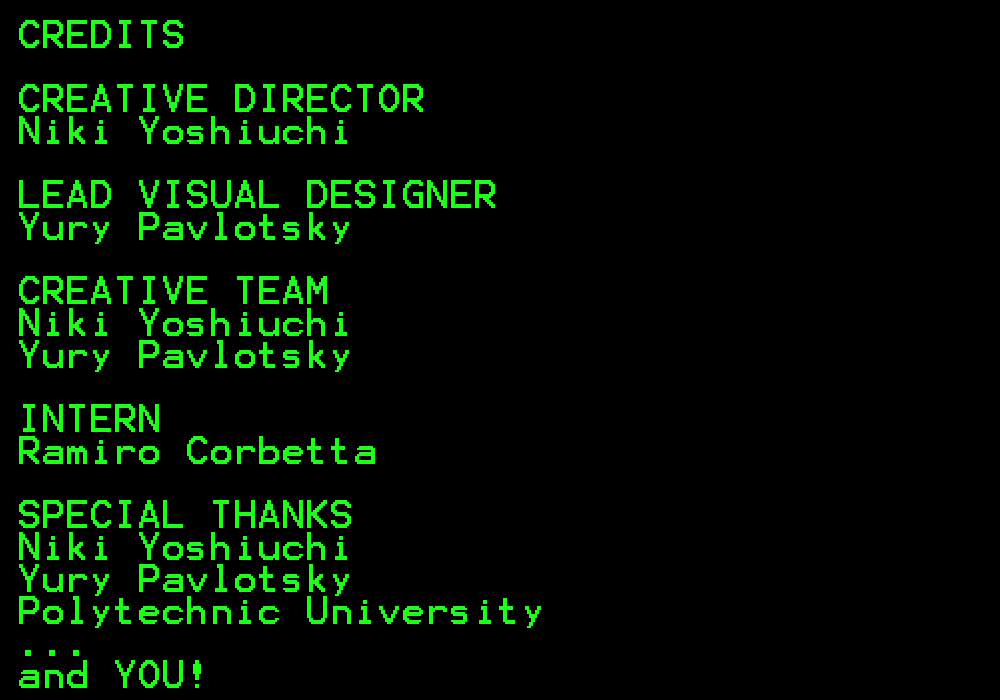 CREDITS
CREATIVE DIRECTOR
Niki Yoshiuchi
LEAD VISUAL DESIGNER
Yury Pavlotsky
CREATIVE TEAM
Niki Yoshiuchi
Yury Pavlotsky
INTERN
Ramiro Corbetta
SPECIAL THANKS
Niki Yoshiuchi
Yury Pavlotsky
Polytechnic University
...
and YOU!